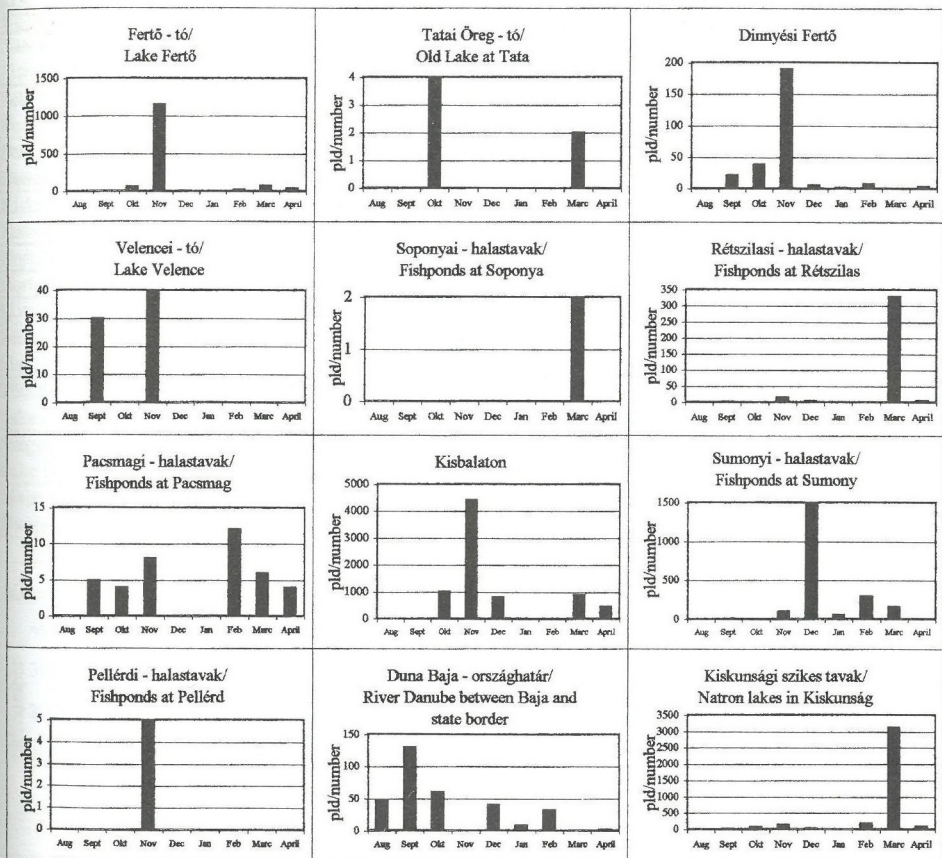 Fertő - tó/
Lake Fertő
pld/number
1500
1000
500
0
Aug Sept Okt Nov Dec Jan Feb Marc April
Tatai Öreg - tó/
Old Lake at Tata
pld/number
4
3
2
1
0
Aug Sept Okt Nov Dec Jan Feb Marc April
Dinnyési Fertő
pld/number
200
150
100
50
0
Aug Sept Okt Nov Dec Jan Feb Marc April
Velencei - tó/
Lake Velence
pld/number
40
30
20
10
0
Aug Sept Okt Nov Dec Jan Feb Marc April
Soponyai - halastavak/
Fishponds at Soponya
pld/number
2
1
0
Aug Sept Okt Nov Dec Jan Feb Marc April
Rétszilasi - halastavak/
Fishponds at Rétszilas
pld/number
350
300
250
200
150
100
50
0
Aug Sept Okt Nov Dec Jan Feb Marc April
Pacsmagi - halastavak/
Fishponds at Pacsmag
pld/number
15
10
5
0
Aug Sept Okt Nov Dec Jan Feb Marc April
Kisbalaton
pld/number
5000
4000
3000
2000
1000
0
Aug Sept Okt Nov Dec Jan Feb Marc April
Sumonyi - halastavak/
Fishponds at Sumony
pld/number
1500
1000
500
0
Aug Sept Okt Nov Dec Jan Feb Marc April
Pellérdi - halastavak/
Fishponds at Pellérd
pld/number
5
4
3
2
1
0
Aug Sept Okt Nov Dec Jan Feb Marc April
Duna Baja - országhatár/
River Danube between Baja and
state border
pld/number
150
100
50
0
Aug Sept Okt Nov Dec Jan Feb Marc April
Kiskunsági szikes tavak/
Natron lakes in Kiskunság
pld/number
3500
3000
2500
2000
1500
1000
500
0
Aug Sept Okt Nov Dec Jan Feb Marc April